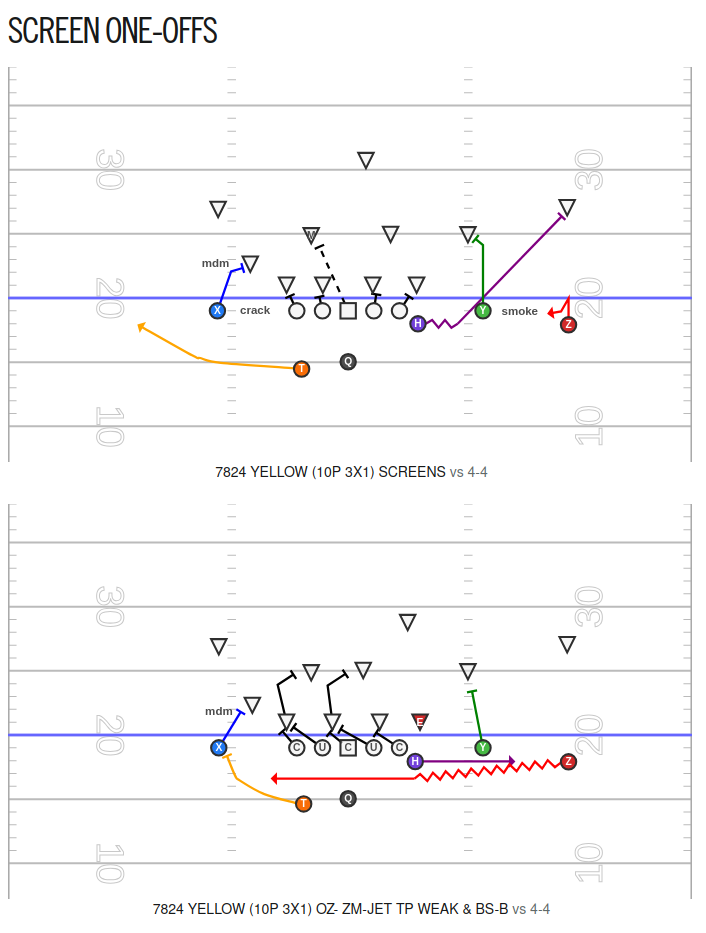 SCREEN ONE-OFFS
30 30
M
mdm
20 20
X crack H Y smoke Z
T Q
10 10
7824 YELLOW (10P 3X1) SCREENS vs 4-4
30 30
mdm
E
20 20
X C U C U C H Y Z
T Q
10 10
7824 YELLOW (10P 3X1) OZ- ZM-JET TP WEAK & BS-B vs 4-4